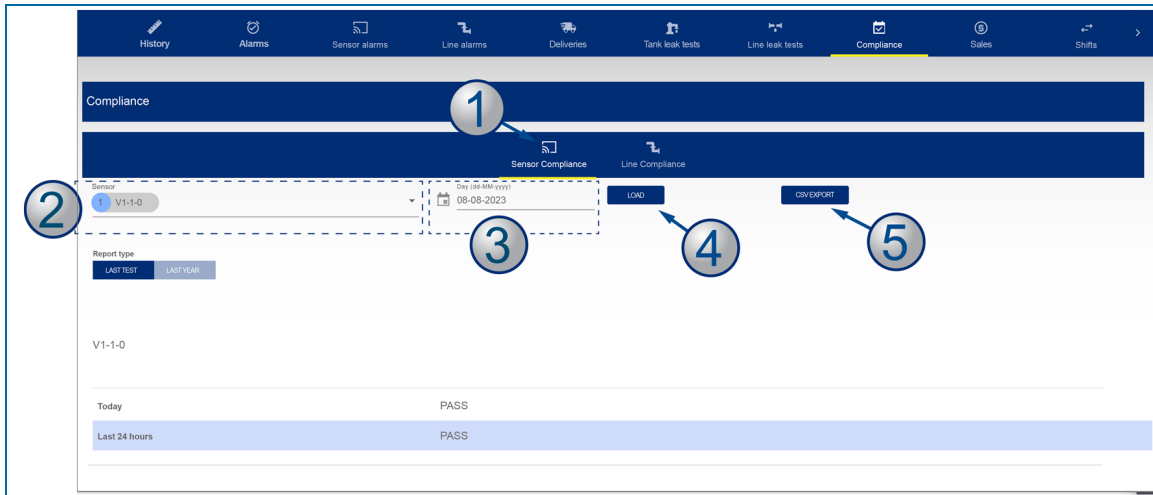 History Alarms Sensor alarms Line alarms Deliveries Tank leak tests Line leak tests Compliance Sales Shifts
Compliance
1
Sensor Compliance Line Compliance
2
Sensor
1 V1-1-0
Day (dd-MM-yyyy)
08-08-2023
LOAD
CSV EXPORT
3
4
5
Report type
LAST TEST LAST YEAR
V1-1-0
Today PASS
Last 24 hours PASS